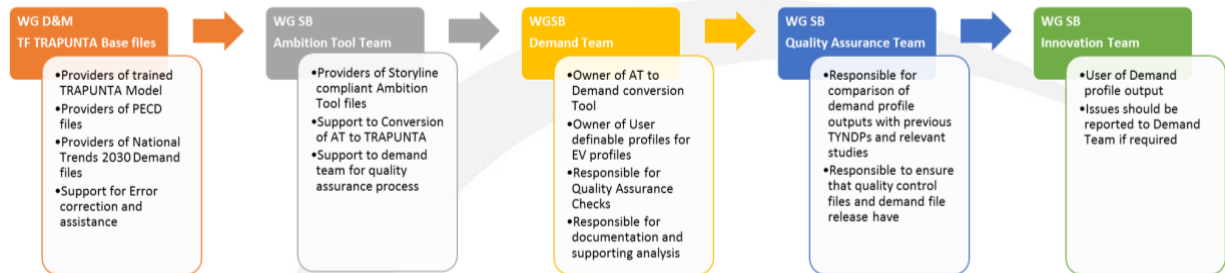 WG D&M
TF TRAPUNTA Base files
•Providers of trained
TRAPUNTA Model
•Providers of PECD
files
•Providers of National
Trends 2030 Demand
files
•Support for Error
correction and
assistance
WG SB
Ambition Tool Team
•Providers of Storyline
compliant Ambition
Tool files
•Support to Conversion
of AT to TRAPUNTA
•Support to demand
team for quality
assurance process
WGSB
Demand Team
•Owner of AT to
Demand conversion
Tool
•Owner of User
definable profiles for
EV profiles
•Responsible for
Quality Assurance
Checks
•Responsible for
documentation and
supporting analysis
WG SB
Quality Assurance Team
•Responsible for
comparison of
demand profile
outputs with previous
TYNDPs and relevant
studies
•Responsible to ensure
that quality control
files and demand file
release have
WG SB
Innovation Team
•User of Demand
profile output
•Issues should be
reported to Demand
Team if required